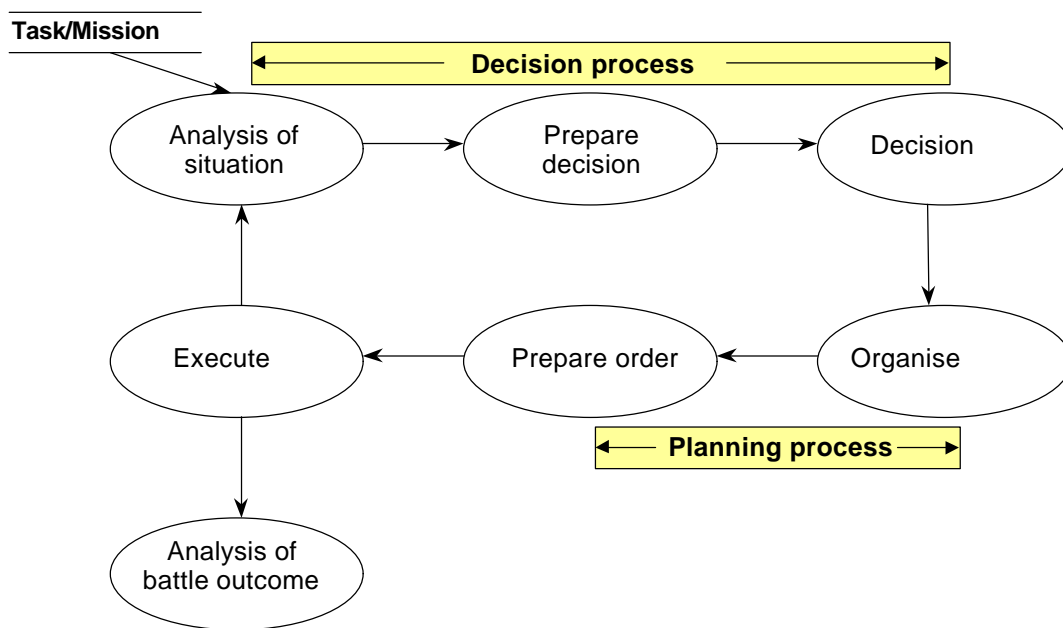 Task/Mission
Decision process
Analysis of
situation
Prepare
decision
Decision
Execute
Prepare order
Organise
Planning process
Analysis of
battle outcome